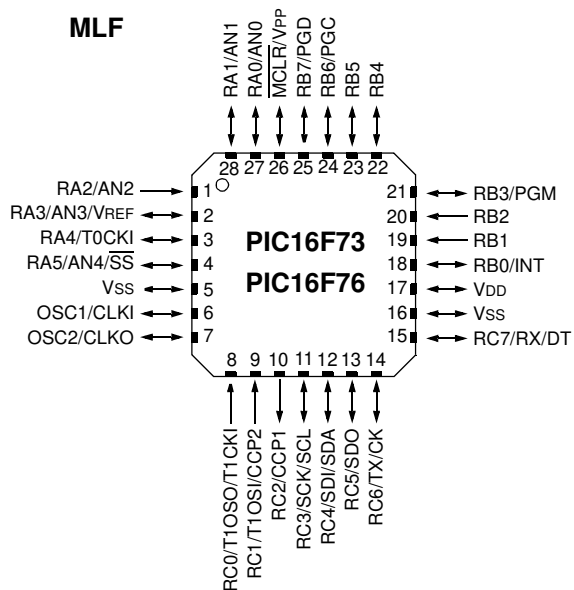 MLF
RA1/AN1
RA0/AN0
MCLR/VPP
RB7/PGD
RB6/PGC
RB5
RB4
28
27
26
25
24
23
22
RA2/AN2 1
RA3/AN3/VREF 2
RA4/T0CKI 3
RA5/AN4/SS 4
VSS 5
OSC1/CLKI 6
OSC2/CLKO 7
PIC16F73
PIC16F76
21 RB3/PGM
20 RB2
19 RB1
18 RB0/INT
17 VDD
16 VSS
15 RC7/RX/DT
8
9
10
11
12
13
14
RC0/T1OSO/T1CKI
RC1/T1OSI/CCP2
RC2/CCP1
RC3/SCK/SCL
RC4/SDI/SDA
RC5/SDO
RC6/TX/CK